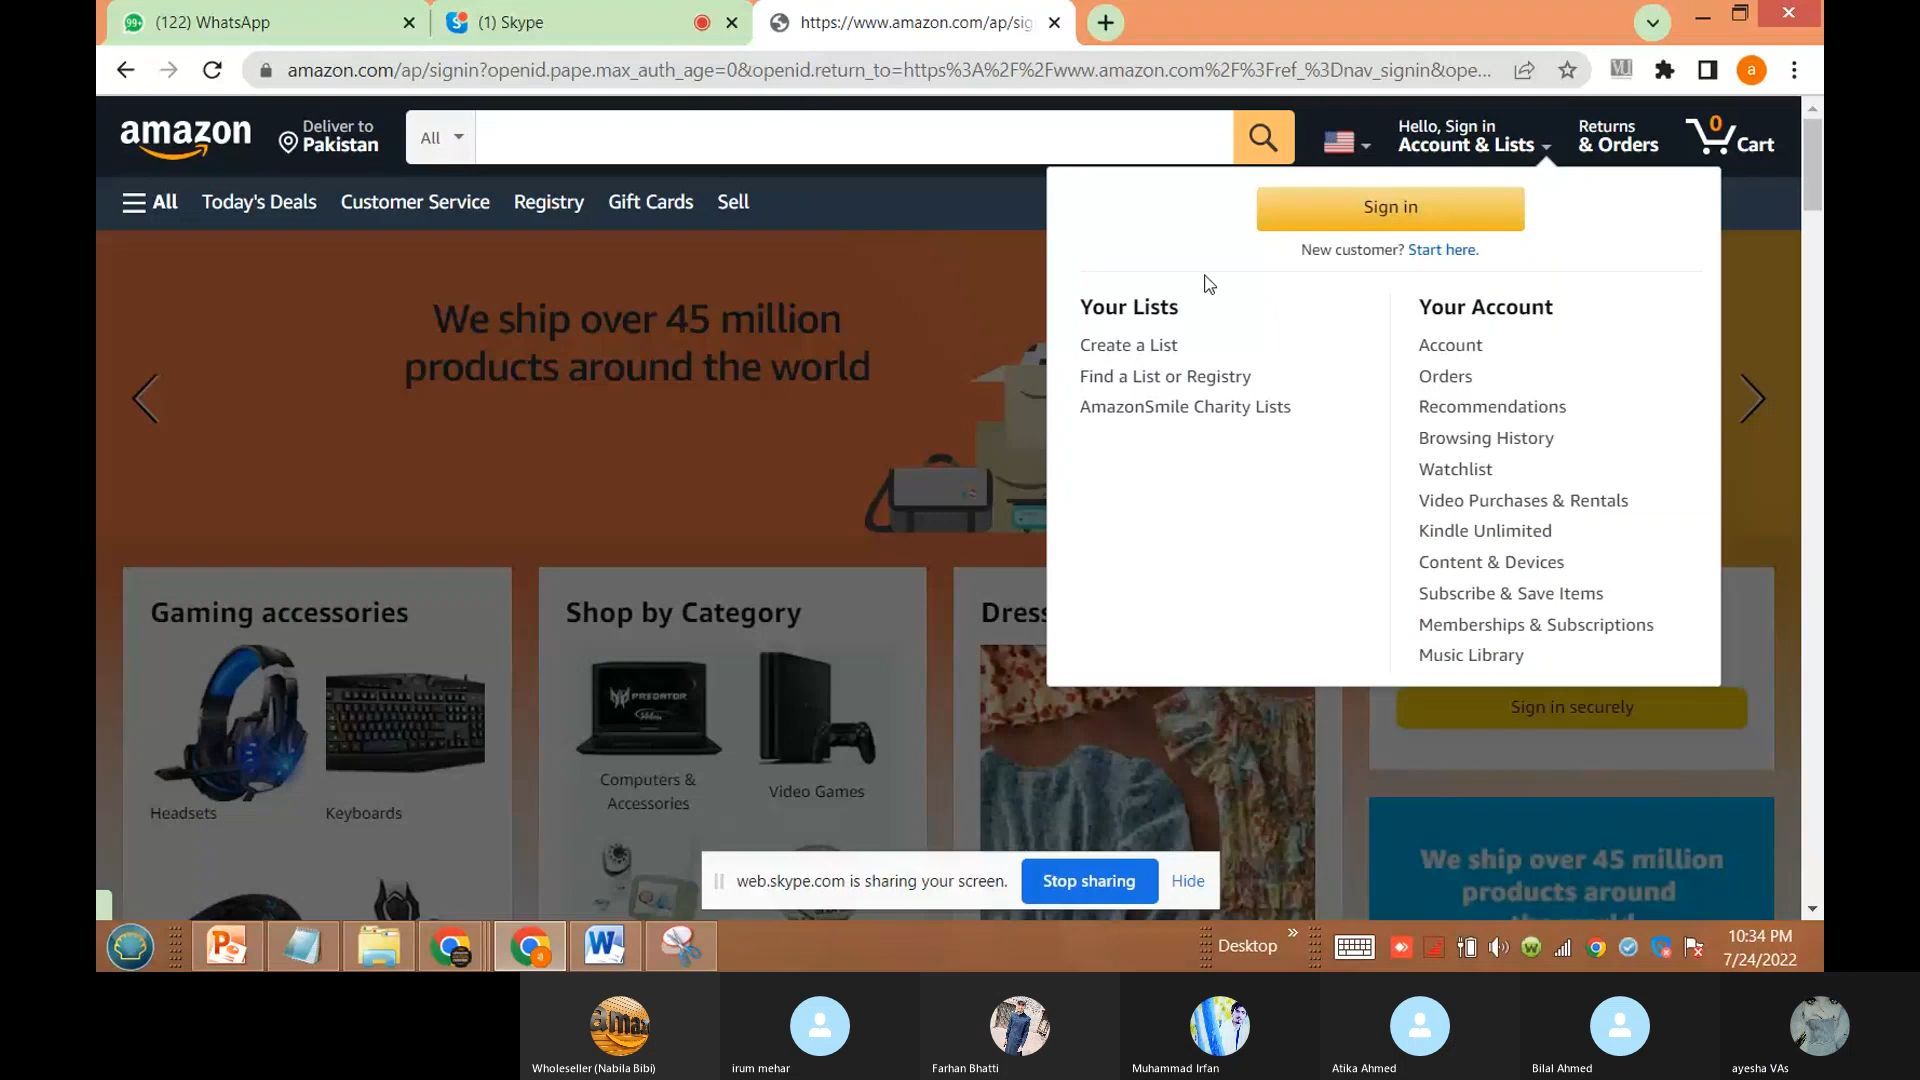 (122) WhatsApp
(1) Skype
https://www.amazon.com/ap/sig
amazon.com/ap/signin?openid.pape.max_auth_age=0&openid.return_to=https%3A%2F%2Fwww.amazon.com%2F%3Fref_%3Dnav_signin&ope...
a
amazon
Deliver to
Pakistan
All
Hello, Sign in
Account & Lists
Returns
& Orders
0
Cart
All
Today's Deals
Customer Service
Registry
Gift Cards
Sell
Sign in
New customer? Start here.
Your Lists
Create a List
Find a List or Registry
AmazonSmile Charity Lists
Your Account
Account
Orders
Recommendations
Browsing History
Watchlist
Video Purchases & Rentals
Kindle Unlimited
Content & Devices
Subscribe & Save Items
Memberships & Subscriptions
Music Library
We ship over 45 million
products around the world
Gaming accessories
Headsets
Keyboards
Shop by Category
PREDATOR
Computers &
Accessories
Video Games
Dress
Sign in securely
We ship over 45 million
products around
web.skype.com is sharing your screen.
Stop sharing
Hide
Desktop
10:34 PM
7/24/2022
Wholeseller (Nabila Bibi)
irum mehar
Farhan Bhatti
Muhammad Irfan
Atika Ahmed
Bilal Ahmed
ayesha VAs